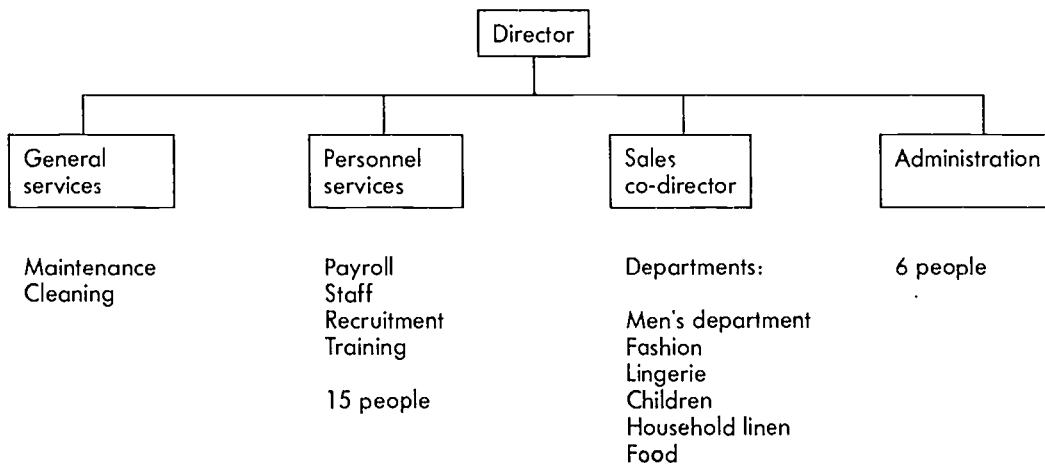 Director
General
services
Personnel
services
Sales
co-director
Administration
Maintenance
Cleaning
Payroll
Staff
Recruitment
Training
15 people
Departments:
Men's department
Fashion
Lingerie
Children
Household linen
Food
6 people